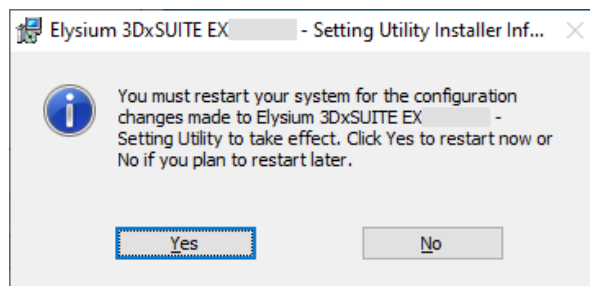 Elysium 3DxSUITE EX - Setting Utility Installer Inf...
You must restart your system for the configuration
changes made to Elysium 3DxSUITE EX -
Setting Utility to take effect. Click Yes to restart now or
No if you plan to restart later.
Yes No